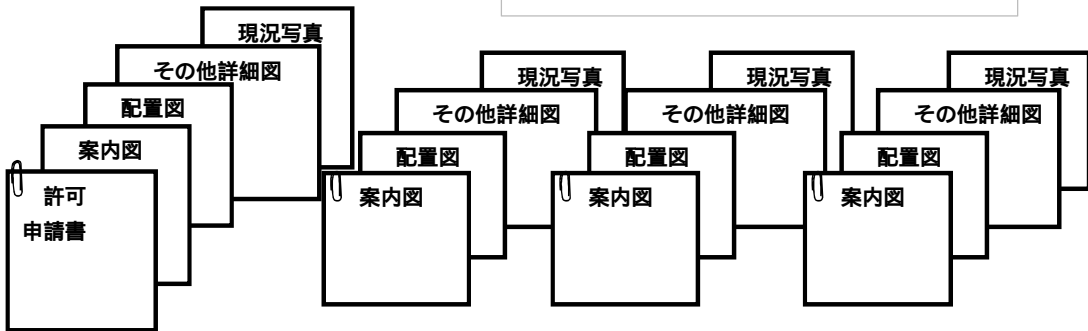 現況写真
その他詳細図
配置図
案内図
許可
申請書
現況写真
その他詳細図
配置図
案内図
現況写真
その他詳細図
配置図
案内図
現況写真
その他詳細図
配置図
案内図